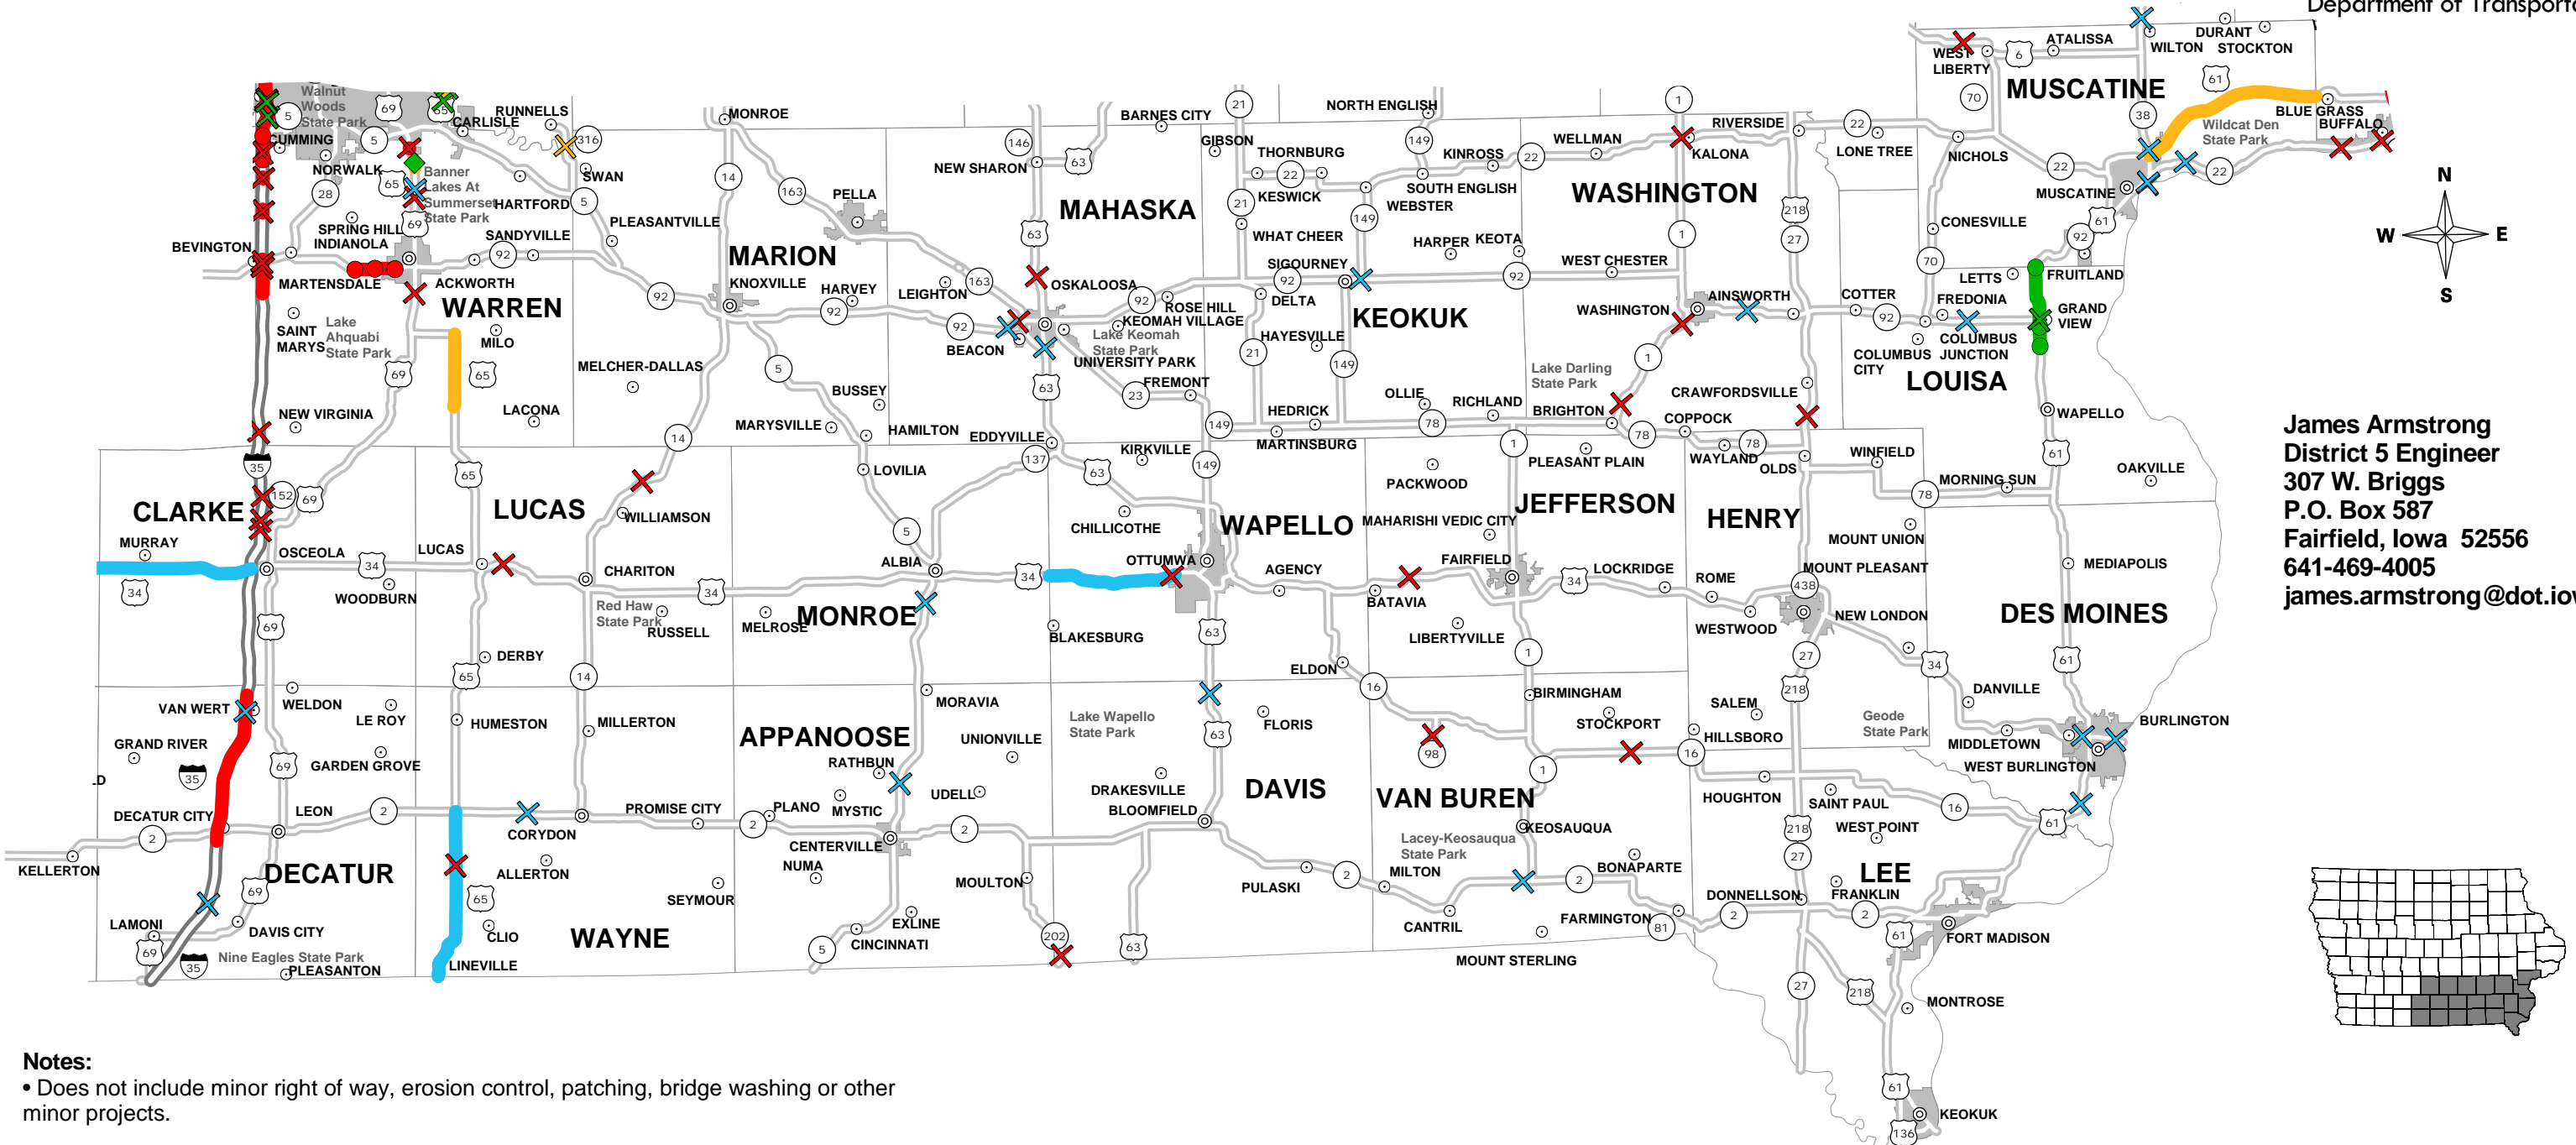 Department of Transporta
Walnut
Woods
State Park
CUMMING
NORWALK
CARLISLE
RUNNELLS
SWAN
Banner
Lakes At
Summerset
State Park
HARTFORD
SPRING HILL
INDIANOLA
BEVINGTON
MARTENSDALE
SANDYVILLE
ACKWORTH
WARREN
SAINT
MARYS
Lake
Ahquabi
State Park
MILO
NEW VIRGINIA
LACONA
MONROE
PLEASANTVILLE
PELLA
MARION
KNOXVILLE
HARVEY
MELCHER-DALLAS
BUSSEY
MARYSVILLE
HAMILTON
BARNES CITY
NEW SHARON
MAHASKA
LEIGHTON
OSKALOOSA
ROSE HILL
KEOMAH VILLAGE
Lake Keomah
State Park
BEACON
UNIVERSITY PARK
FREMONT
EDDYVILLE
NORTH ENGLISH
GIBSON
THORNBURG
KESWICK
KINROSS
SOUTH ENGLISH
WEBSTER
WHAT CHEER
HARPER
KEOTA
SIGOURNEY
DELTA
KEOKUK
HAYESVILLE
OLLIE
HEDRICK
RICHLAND
MARTINSBURG
WELLMAN
RIVERSIDE
KALONA
WASHINGTON
WEST CHESTER
WASHINGTON
AINSWORTH
Lake Darling
State Park
BRIGHTON
CRAWFORDSVILLE
COPPOCK
WEST
LIBERTY
ATALISSA
WILTON
DURANT
STOCKTON
MUSCATINE
BLUE GRASS
BUFFALO
Wildcat Den
State Park
LONE TREE
NICHOLS
MUSCATINE
CONESVILLE
LETTS
FRUITLAND
COTTER
FREDONIA
GRAND
VIEW
COLUMBUS
JUNCTION
COLUMBUS
CITY
LOUISA
WAPELLO
OAKVILLE
MORNING SUN
N
W
E
S
James Armstrong
District 5 Engineer
307 W. Briggs
P.O. Box 587
Fairfield, Iowa 52556
641-469-4005
james.armstrong@dot.iow
CLARKE
MURRAY
OSCEOLA
WOODBURN
LUCAS
LUCAS
WILLIAMSON
CHARITON
Red Haw
State Park
RUSSELL
DERBY
LOVILIA
ALBIA
MELROSE
MONROE
KIRKVILLE
CHILLICOTHE
WAPELLO
OTTUMWA
AGENCY
BLAKESBURG
ELDON
PACKWOOD
PLEASANT PLAIN
JEFFERSON
MAHARISHI VEDIC CITY
FAIRFIELD
BATAVIA
LIBERTYVILLE
LOCKRIDGE
WAYLAND
OLDS
WINFIELD
HENRY
MOUNT UNION
MOUNT PLEASANT
ROME
WESTWOOD
NEW LONDON
SALEM
HILLSBORO
MEDIAPOLIS
DES MOINES
DANVILLE
Geode
State Park
MIDDLETOWN
BURLINGTON
WEST BURLINGTON
VAN WERT
WELDON
LE ROY
GRAND RIVER
GARDEN GROVE
DECATUR CITY
LEON
KELLERTON
DECATUR
LAMONI
DAVIS CITY
Nine Eagles State Park
PLEASANTON
HUMESTON
MILLERTON
CORYDON
PROMISE CITY
ALLERTON
SEYMOUR
CLIO
LINEVILLE
WAYNE
MORAVIA
APPANOOSE
RATHBUN
UNIONVILLE
PLANO
MYSTIC
UDELL
CENTERVILLE
NUMA
MOULTON
EXLINE
CINCINNATI
Lake Wapello
State Park
FLORIS
DRAKESVILLE
BLOOMFIELD
DAVIS
PULASKI
BIRMINGHAM
STOCKPORT
VAN BUREN
KEOSAUQUA
Lacey-Keosauqua
State Park
MILTON
BONAPARTE
CANTRIL
FARMINGTON
MOUNT STERLING
HOUGHTON
SAINT PAUL
WEST POINT
LEE
DONNELLSON
FRANKLIN
FORT MADISON
MONTROSE
KEOKUK
Notes:
• Does not include minor right of way, erosion control, patching, bridge washing or other
minor projects.